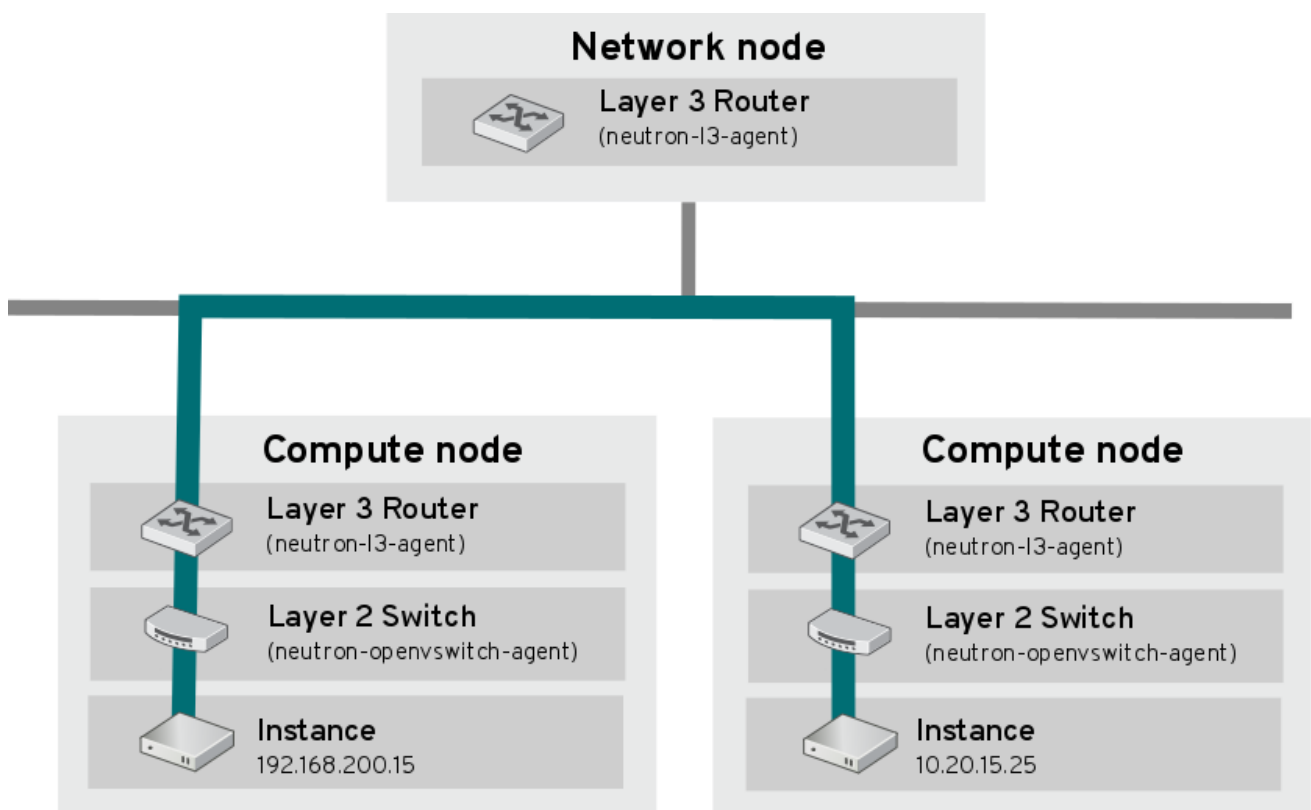 Network node
Layer 3 Router
(neutron-l3-agent)
Compute node
Layer 3 Router
(neutron-l3-agent)
Layer 2 Switch
(neutron-openvswitch-agent)
Instance
192.168.200.15
Compute node
Layer 3 Router
(neutron-l3-agent)
Layer 2 Switch
(neutron-openvswitch-agent)
Instance
10.20.15.25